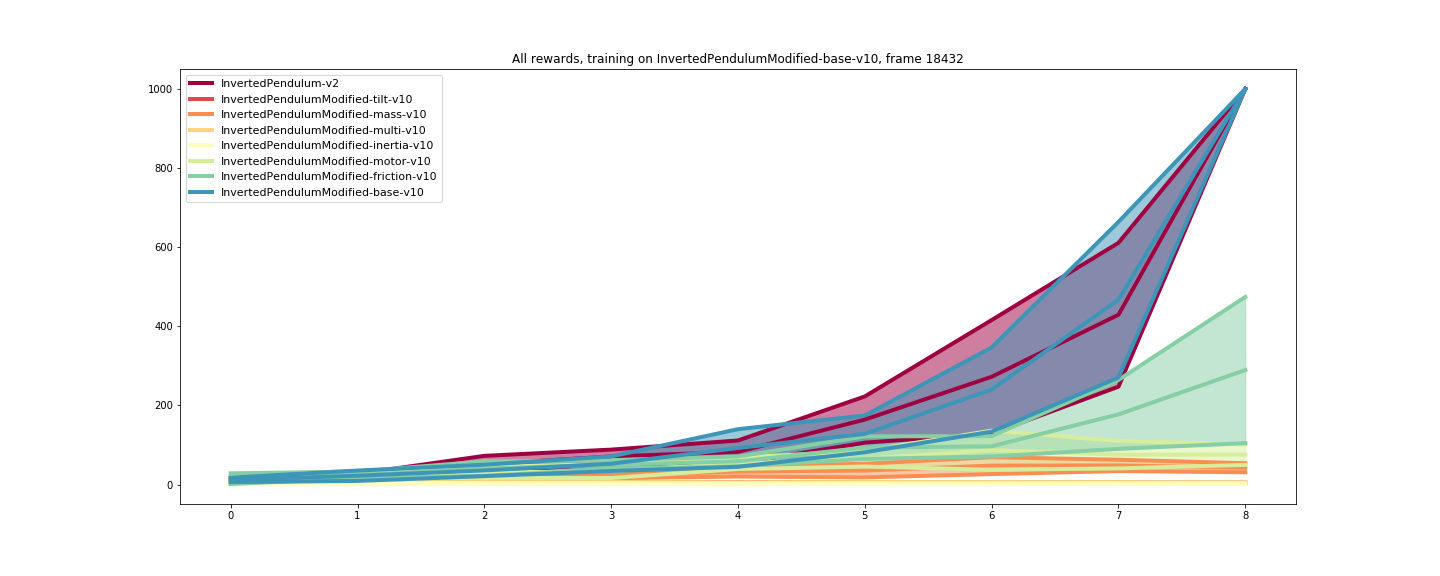 All rewards, training on InvertedPendulumModified-base-v10, frame 18432
InvertedPendulum-v2
InvertedPendulumModified-tilt-v10
InvertedPendulumModified-mass-v10
InvertedPendulumModified-multi-v10
InvertedPendulumModified-inertia-v10
InvertedPendulumModified-motor-v10
InvertedPendulumModified-friction-v10
InvertedPendulumModified-base-v10
1000
800
600
400
200
0
0 1 2 3 4 5 6 7 8